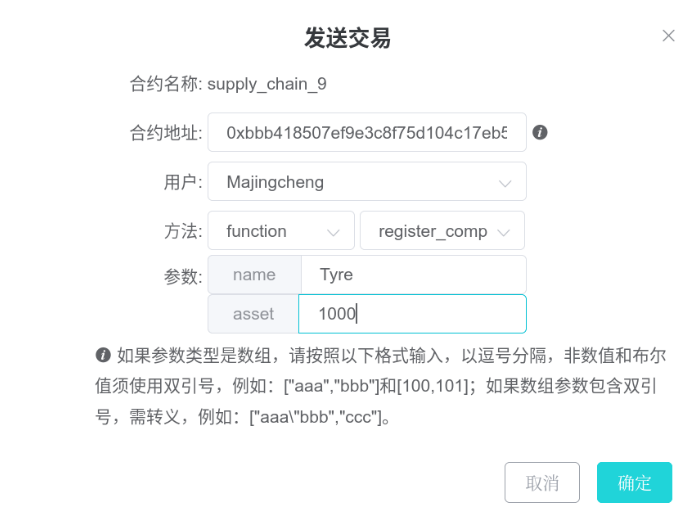 发送交易
合约名称: supply_chain_9
合约地址: 0xbbb418507ef9e3c8f75d104c17eb5
用户: Majingcheng
方法: function register_comp
参数: name Tyre
asset 1000
如果参数类型是数组，请按照以下格式输入，以逗号分隔，非数值和布尔
值须使用双引号，例如：["aaa","bbb"]和[100,101]；如果数组参数包含双引
号，需转义，例如：["aaa\"bbb","ccc"]。
取消 确定